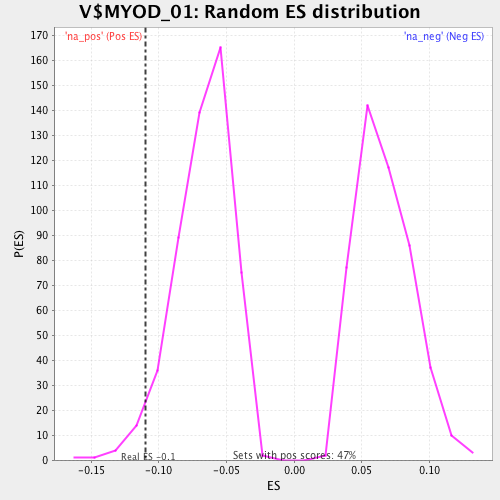 V$MYOD_01: Random ES distribution
'na_pos' (Pos ES)
'na_neg' (Neg ES)
170
160
150
140
130
120
110
100
90
80
70
60
50
40
30
20
10
0
P(ES)
Real ES -0.1
Sets with pos scores: 47%
-0.15 -0.10 -0.05 0.00 0.05 0.10
ES